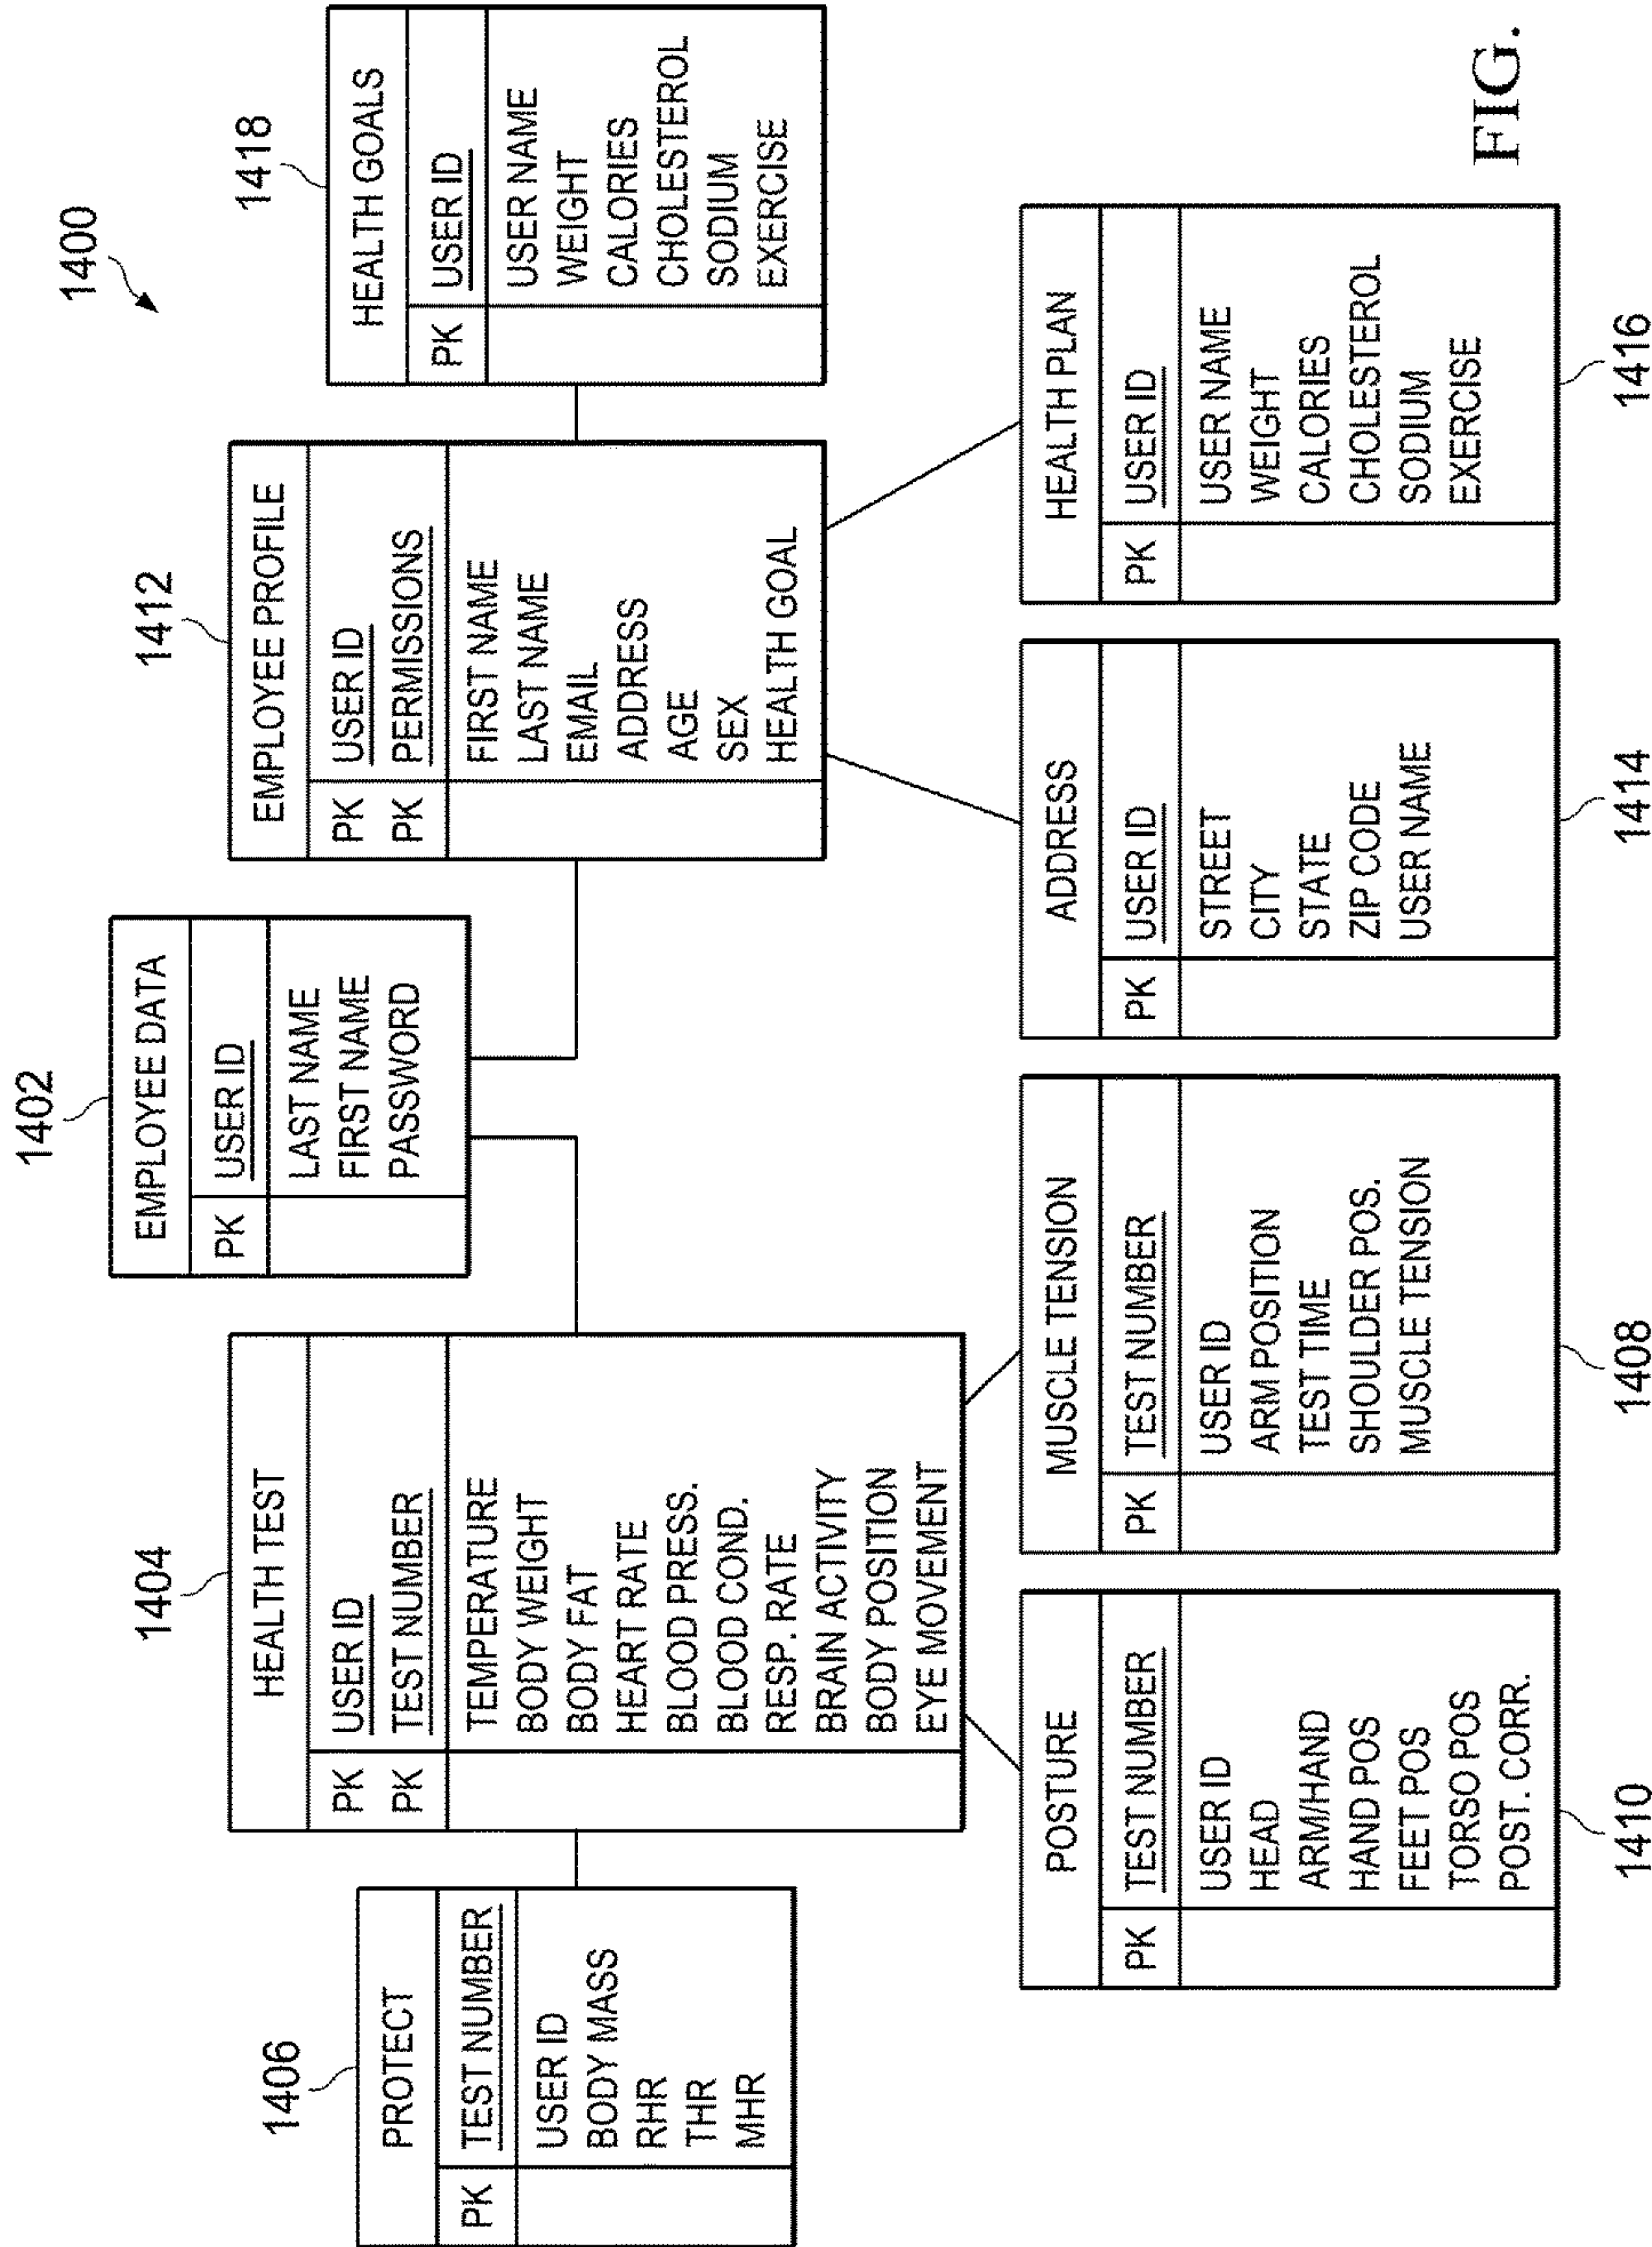 1400
1402
EMPLOYEE DATA
PK USER ID
LAST NAME
FIRST NAME
PASSWORD
1406
PROTECT
PK TEST NUMBER
USER ID
BODY MASS
RHR
THR
MHR
1404
HEALTH TEST
PK USER ID
PK TEST NUMBER
TEMPERATURE
BODY WEIGHT
BODY FAT
HEART RATE
BLOOD PRESS.
BLOOD COND.
RESP. RATE
BRAIN ACTIVITY
BODY POSITION
EYE MOVEMENT
1412
EMPLOYEE PROFILE
PK USER ID
PK PERMISSIONS
FIRST NAME
LAST NAME
EMAIL
ADDRESS
AGE
SEX
HEALTH GOAL
1418
HEALTH GOALS
PK USER ID
USER NAME
WEIGHT
CALORIES
CHOLESTEROL
SODIUM
EXERCISE
POSTURE
PK TEST NUMBER
USER ID
HEAD
ARM/HAND
HAND POS
FEET POS
TORSO POS
POST. CORR.
1410
MUSCLE TENSION
PK TEST NUMBER
USER ID
ARM POSITION
TEST TIME
SHOULDER POS.
MUSCLE TENSION
1408
ADDRESS
PK USER ID
STREET
CITY
STATE
ZIP CODE
USER NAME
1414
HEALTH PLAN
PK USER ID
USER NAME
WEIGHT
CALORIES
CHOLESTEROL
SODIUM
EXERCISE
1416
FIG.